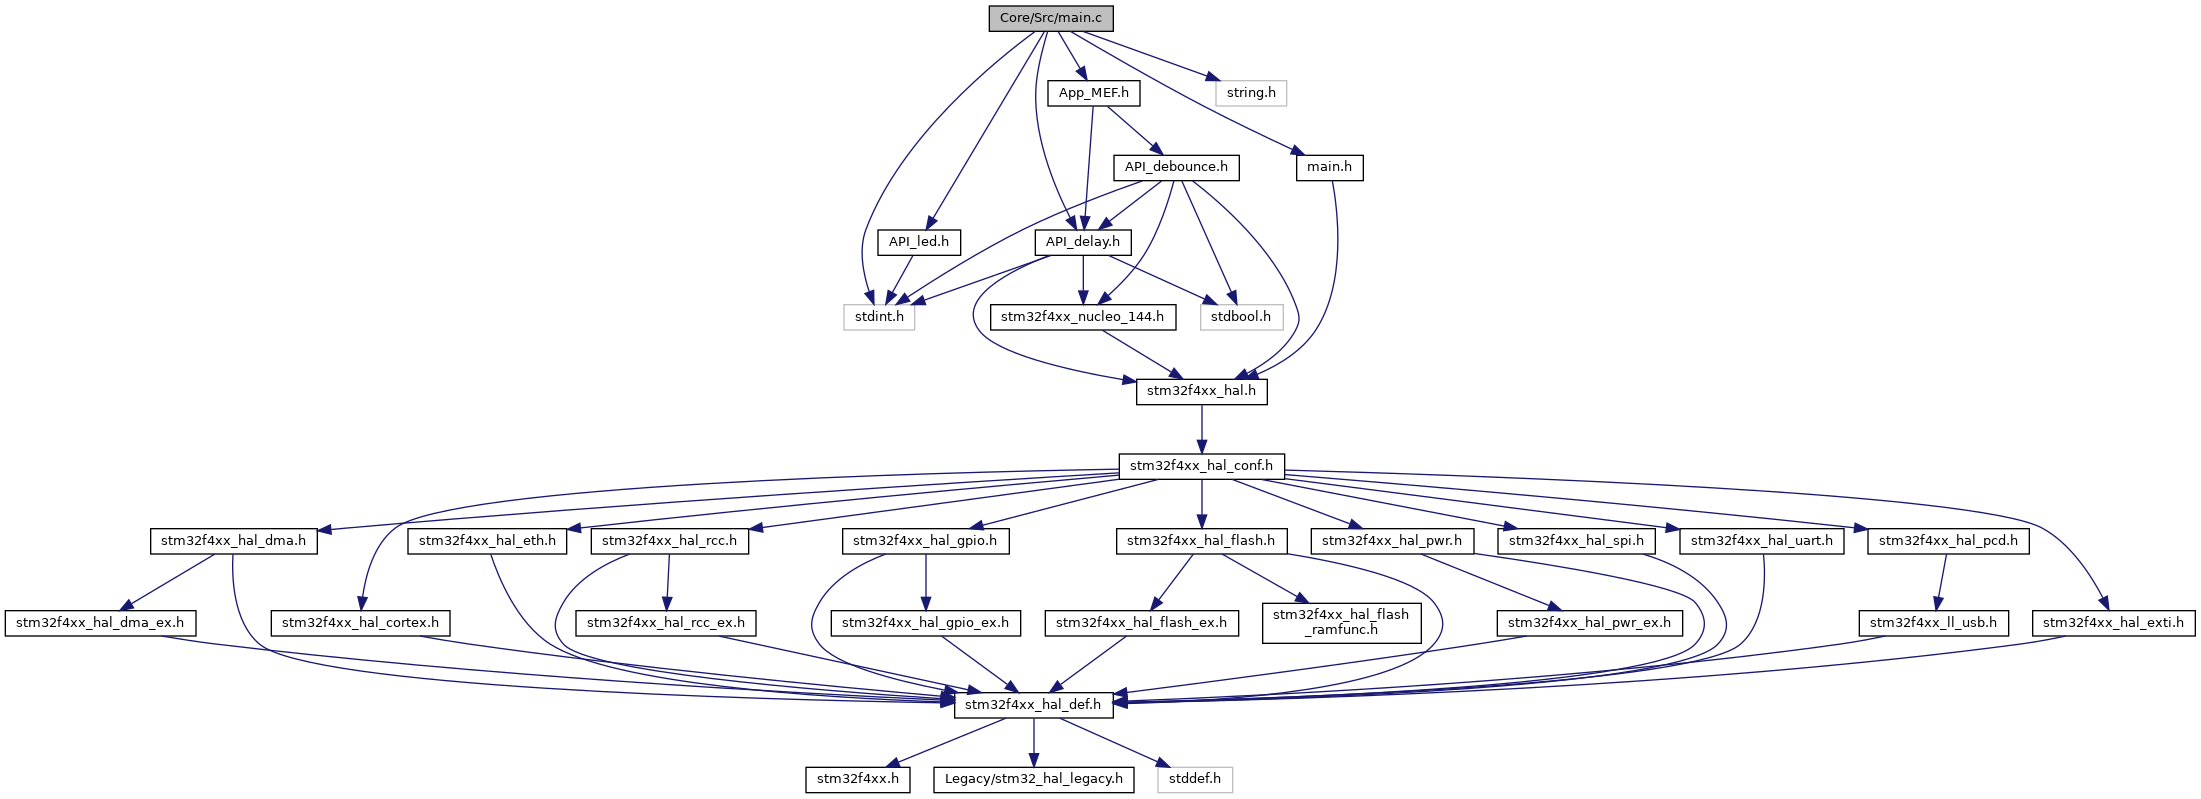 Core/Src/main.c
App_MEF.h
string.h
API_debounce.h
main.h
API_led.h
API_delay.h
stdint.h
stm32f4xx_nucleo_144.h
stdbool.h
stm32f4xx_hal.h
stm32f4xx_hal_conf.h
stm32f4xx_hal_dma.h
stm32f4xx_hal_eth.h
stm32f4xx_hal_rcc.h
stm32f4xx_hal_gpio.h
stm32f4xx_hal_flash.h
stm32f4xx_hal_pwr.h
stm32f4xx_hal_spi.h
stm32f4xx_hal_uart.h
stm32f4xx_hal_pcd.h
stm32f4xx_hal_dma_ex.h
stm32f4xx_hal_cortex.h
stm32f4xx_hal_rcc_ex.h
stm32f4xx_hal_gpio_ex.h
stm32f4xx_hal_flash_ex.h
stm32f4xx_hal_flash
_ramfunc.h
stm32f4xx_hal_pwr_ex.h
stm32f4xx_ll_usb.h
stm32f4xx_hal_exti.h
stm32f4xx_hal_def.h
stm32f4xx.h
Legacy/stm32_hal_legacy.h
stddef.h